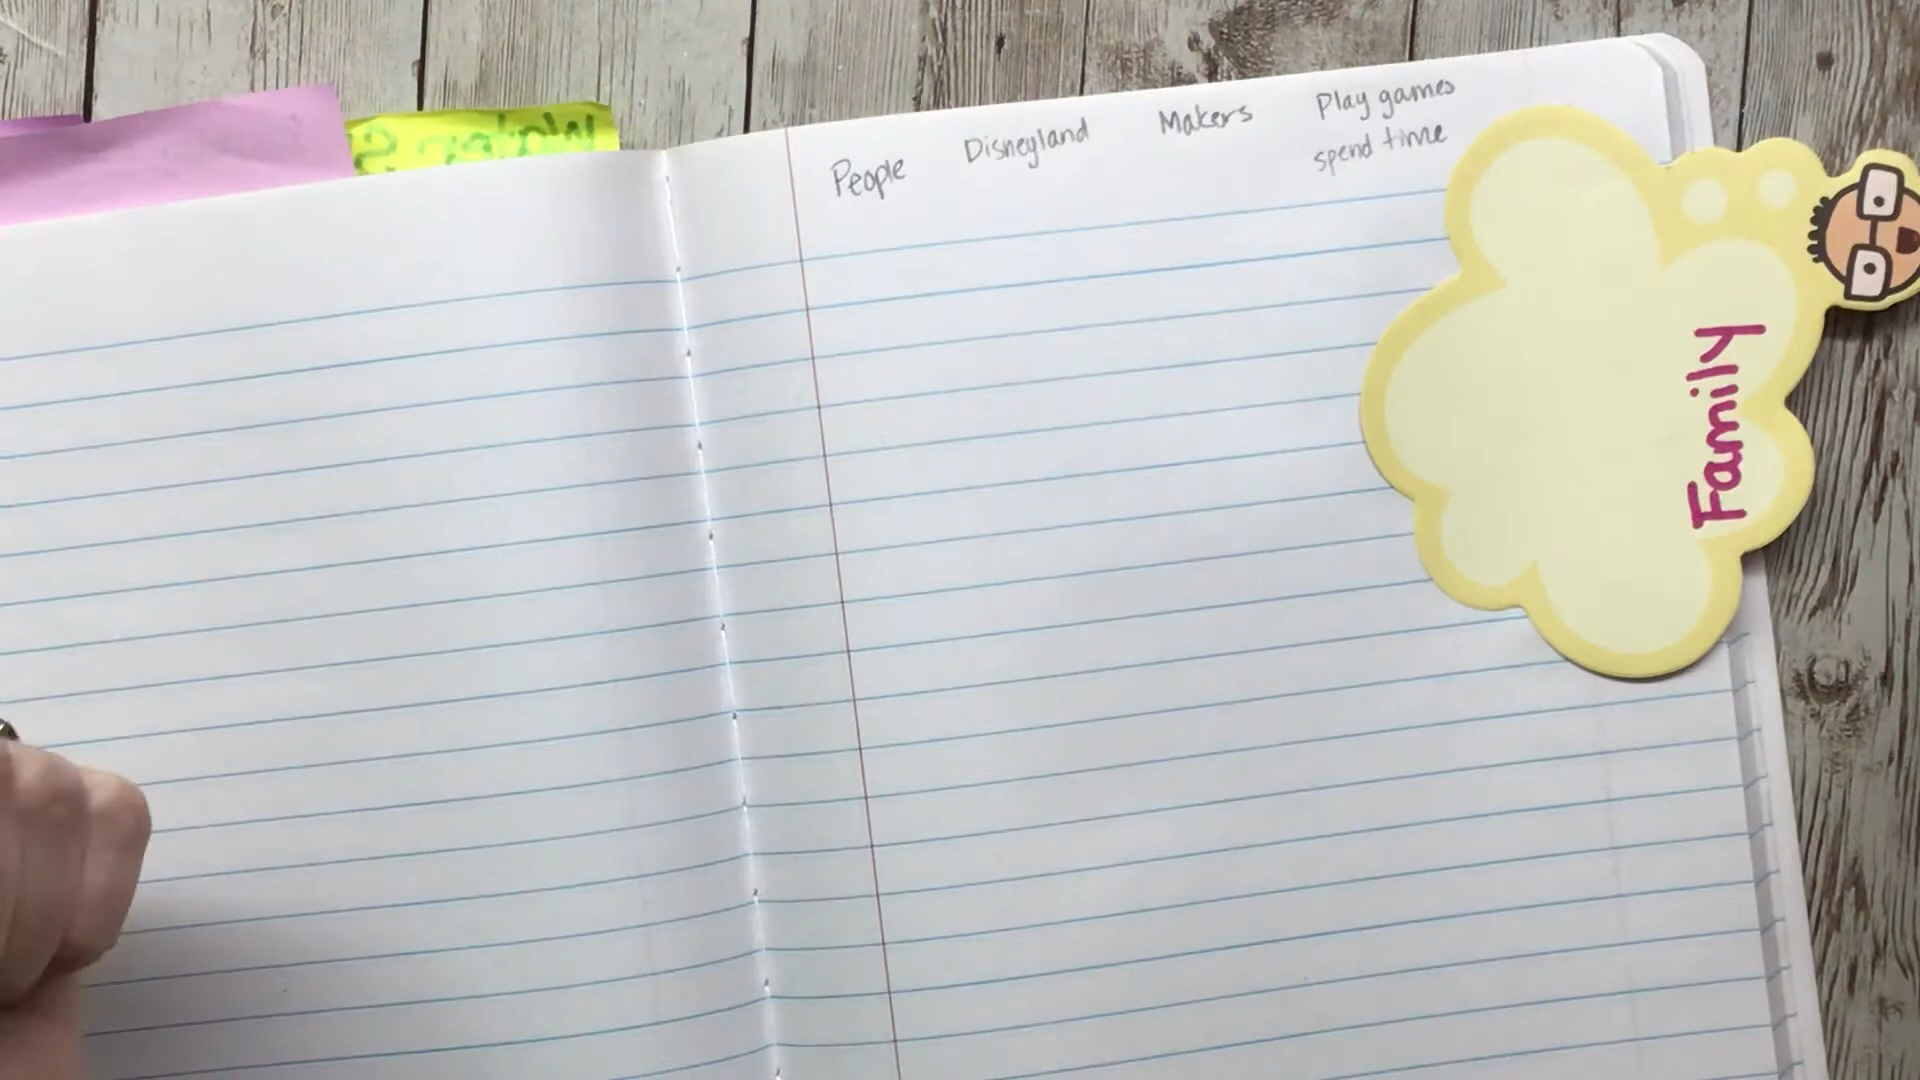 People
Disneyland
Makers
Play games
spend time
Family